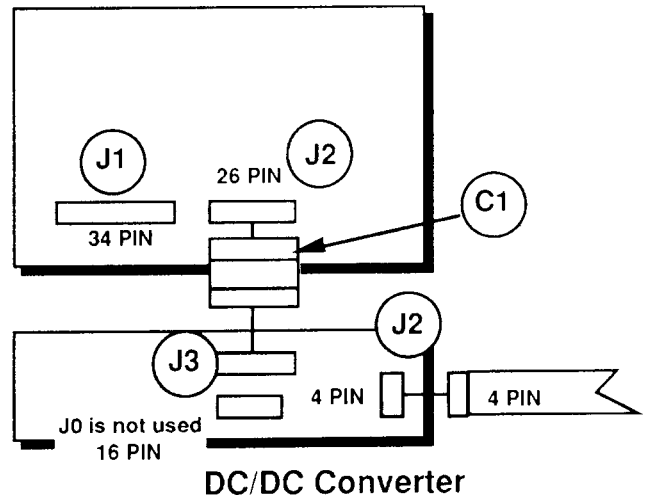 J1
J2
26 PIN
C1
34 PIN
J2
J3
4 PIN
4 PIN
J0 is not used
16 PIN
DC/DC Converter